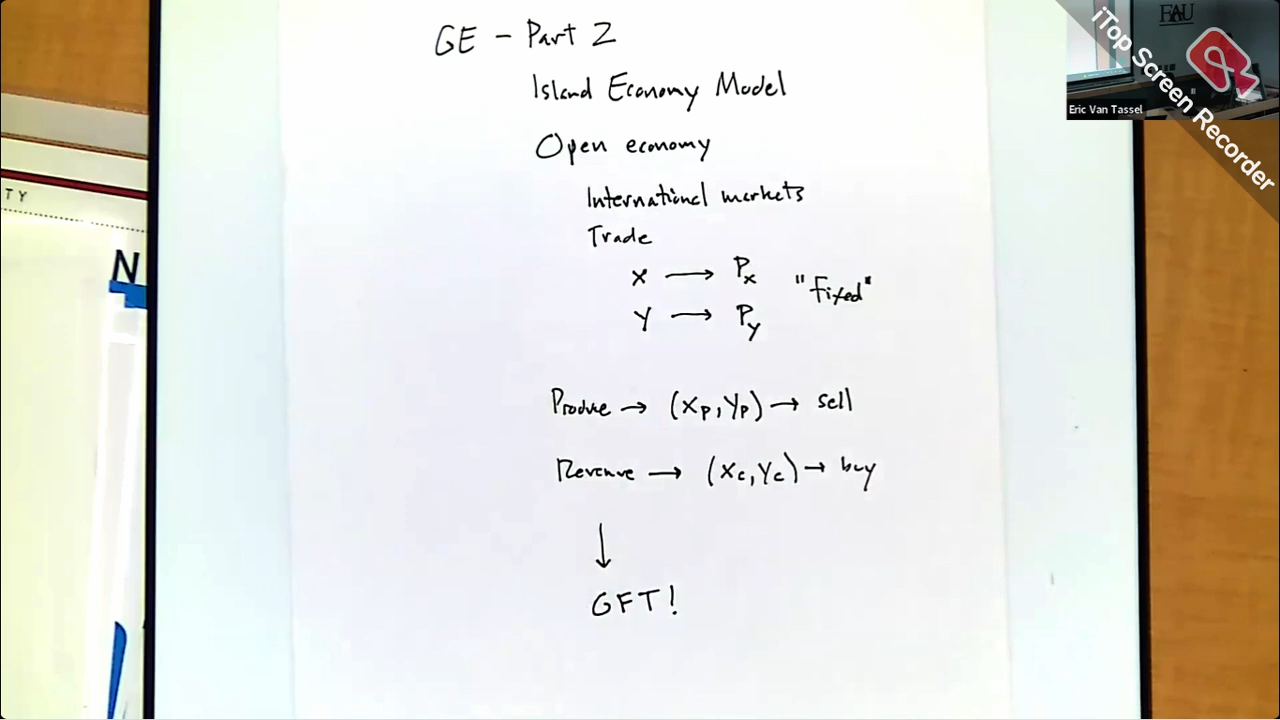 GE - Part 2
Island Economy Model
Open economy
International markets
Trade
X → Px "fixed"
Y → Py
Produce → (Xp, Yp) → sell
Revenue → (Xc, Yc) → buy
↓
GFT!
TY
N
FAU
Eric Van Tassel
iTop Screen Recorder